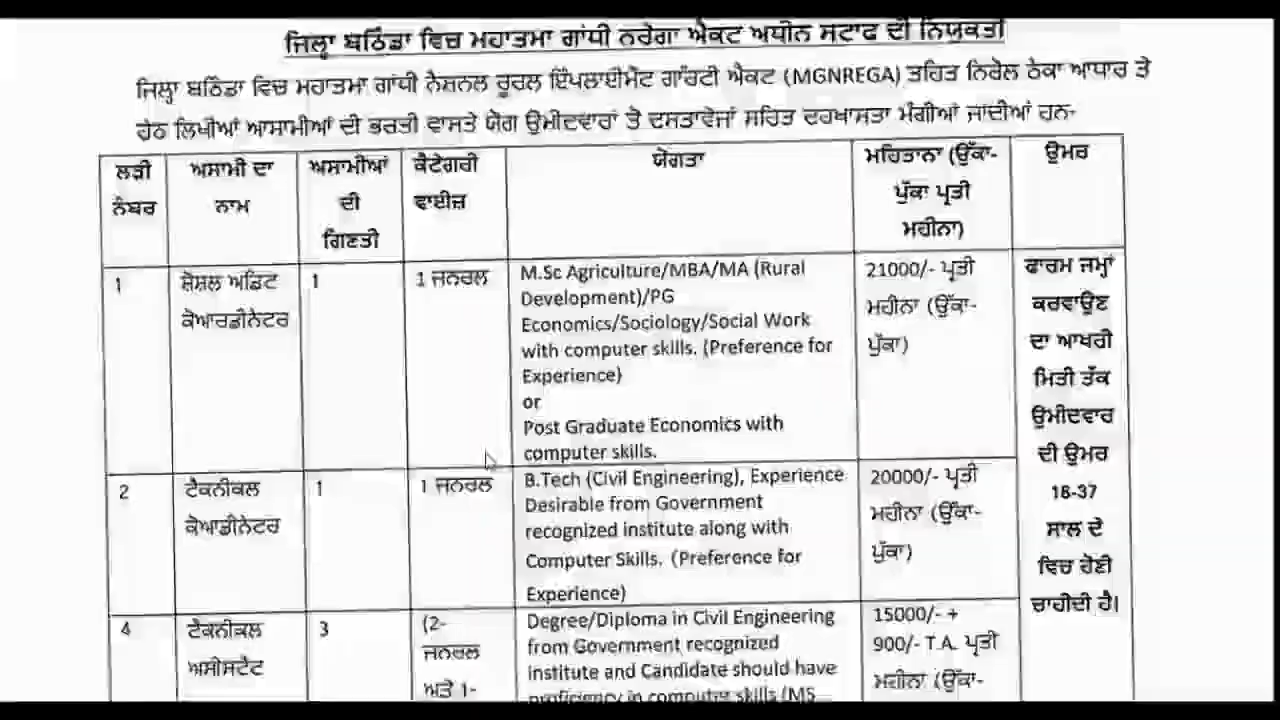 ਜਿਲ੍ਹਾ ਬਠਿੰਡਾ ਵਿਚ ਮਹਾਤਮਾ ਗਾਂਧੀ ਨਰੇਗਾ ਐਕਟ ਅਧੀਨ ਸਟਾਫ ਦੀ ਨਿਯੁਕਤੀ
ਜਿਲ੍ਹਾ ਬਠਿੰਡਾ ਵਿਚ ਮਹਾਤਮਾ ਗਾਂਧੀ ਨੈਸ਼ਨਲ ਰੂਰਲ ਇੰਪਲਾਈਮੈਂਟ ਗਾਂਰਟੀ ਐਕਟ (MGNREGA) ਤਹਿਤ ਨਿਰੋਲ ਠੇਕਾ ਆਧਾਰ ਤੇ
ਹੇਠ ਲਿਖੀਆਂ ਆਸਾਮੀਆਂ ਦੀ ਭਰਤੀ ਵਾਸਤੇ ਯੋਗ ਉਮੀਦਵਾਰਾਂ ਤੋਂ ਦਸਤਾਵੇਜਾਂ ਸਹਿਤ ਦਰਖਾਸਤਾ ਮੰਗੀਆਂ ਜਾਂਦੀਆਂ ਹਨ-
ਲੜੀ
ਨੰਬਰ
ਅਸਾਮੀ ਦਾ
ਨਾਮ
ਅਸਾਮੀਆਂ
ਦੀ
ਗਿਣਤੀ
ਕੈਟੇਗਰੀ
ਵਾਈਜ਼
ਯੋਗਤਾ
ਮਹਿਤਾਨਾ (ਉੱਕਾ-
ਪੁੱਕਾ ਪ੍ਰਤੀ
ਮਹੀਨਾ)
ਉਮਰ
1
ਸ਼ੋਸ਼ਲ ਅਡਿਟ
ਕੋਆਰਡੀਨੇਟਰ
1
1 ਜਨਰਲ
M.Sc Agriculture/MBA/MA (Rural
Development)/PG
Economics/Sociology/Social Work
with computer skills. (Preference for
Experience)
or
Post Graduate Economics with
computer skills.
21000/- ਪ੍ਰਤੀ
ਮਹੀਨਾ (ਉੱਕਾ-
ਪੁੱਕਾ)
ਫਾਰਮ ਜਮ੍ਹਾਂ
ਕਰਵਾਉਣ
ਦਾ ਆਖਰੀ
ਮਿਤੀ ਤੱਕ
ਉਮੀਦਵਾਰ
ਦੀ ਉਮਰ
18-37
ਸਾਲ ਦੇ
ਵਿਚ ਹੋਣੀ
ਚਾਹੀਦੀ ਹੈ।
2
ਟੈਕਨੀਕਲ
ਕੋਆਡੀਨੇਟਰ
1
1 ਜਨਰਲ
B.Tech (Civil Engineering), Experience
Desirable from Government
recognized institute along with
Computer Skills. (Preference for
Experience)
20000/- ਪ੍ਰਤੀ
ਮਹੀਨਾ (ਉੱਕਾ-
ਪੁੱਕਾ)
4
ਟੈਕਨੀਕਲ
ਅਸੀਸਟੈਂਟ
3
(2-
ਜਨਰਲ
ਅਤੇ 1-
Degree/Diploma in Civil Engineering
from Government recognized
institute and Candidate should have
proficiency in computer skills (MS
15000/- +
900/- T.A. ਪ੍ਰਤੀ
ਮਹੀਨਾ (ਉੱਕਾ-